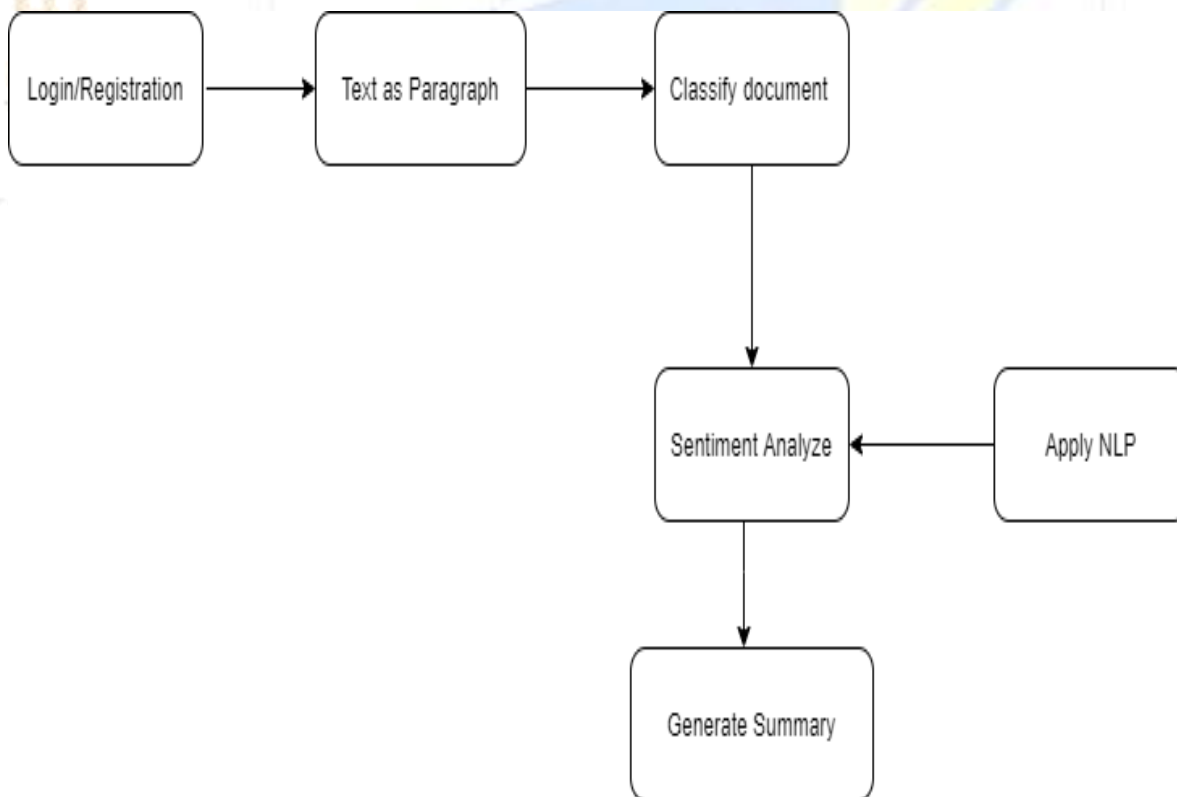 Login/Registration
Text as Paragraph
Classify document
Sentiment Analyze
Apply NLP
Generate Summary